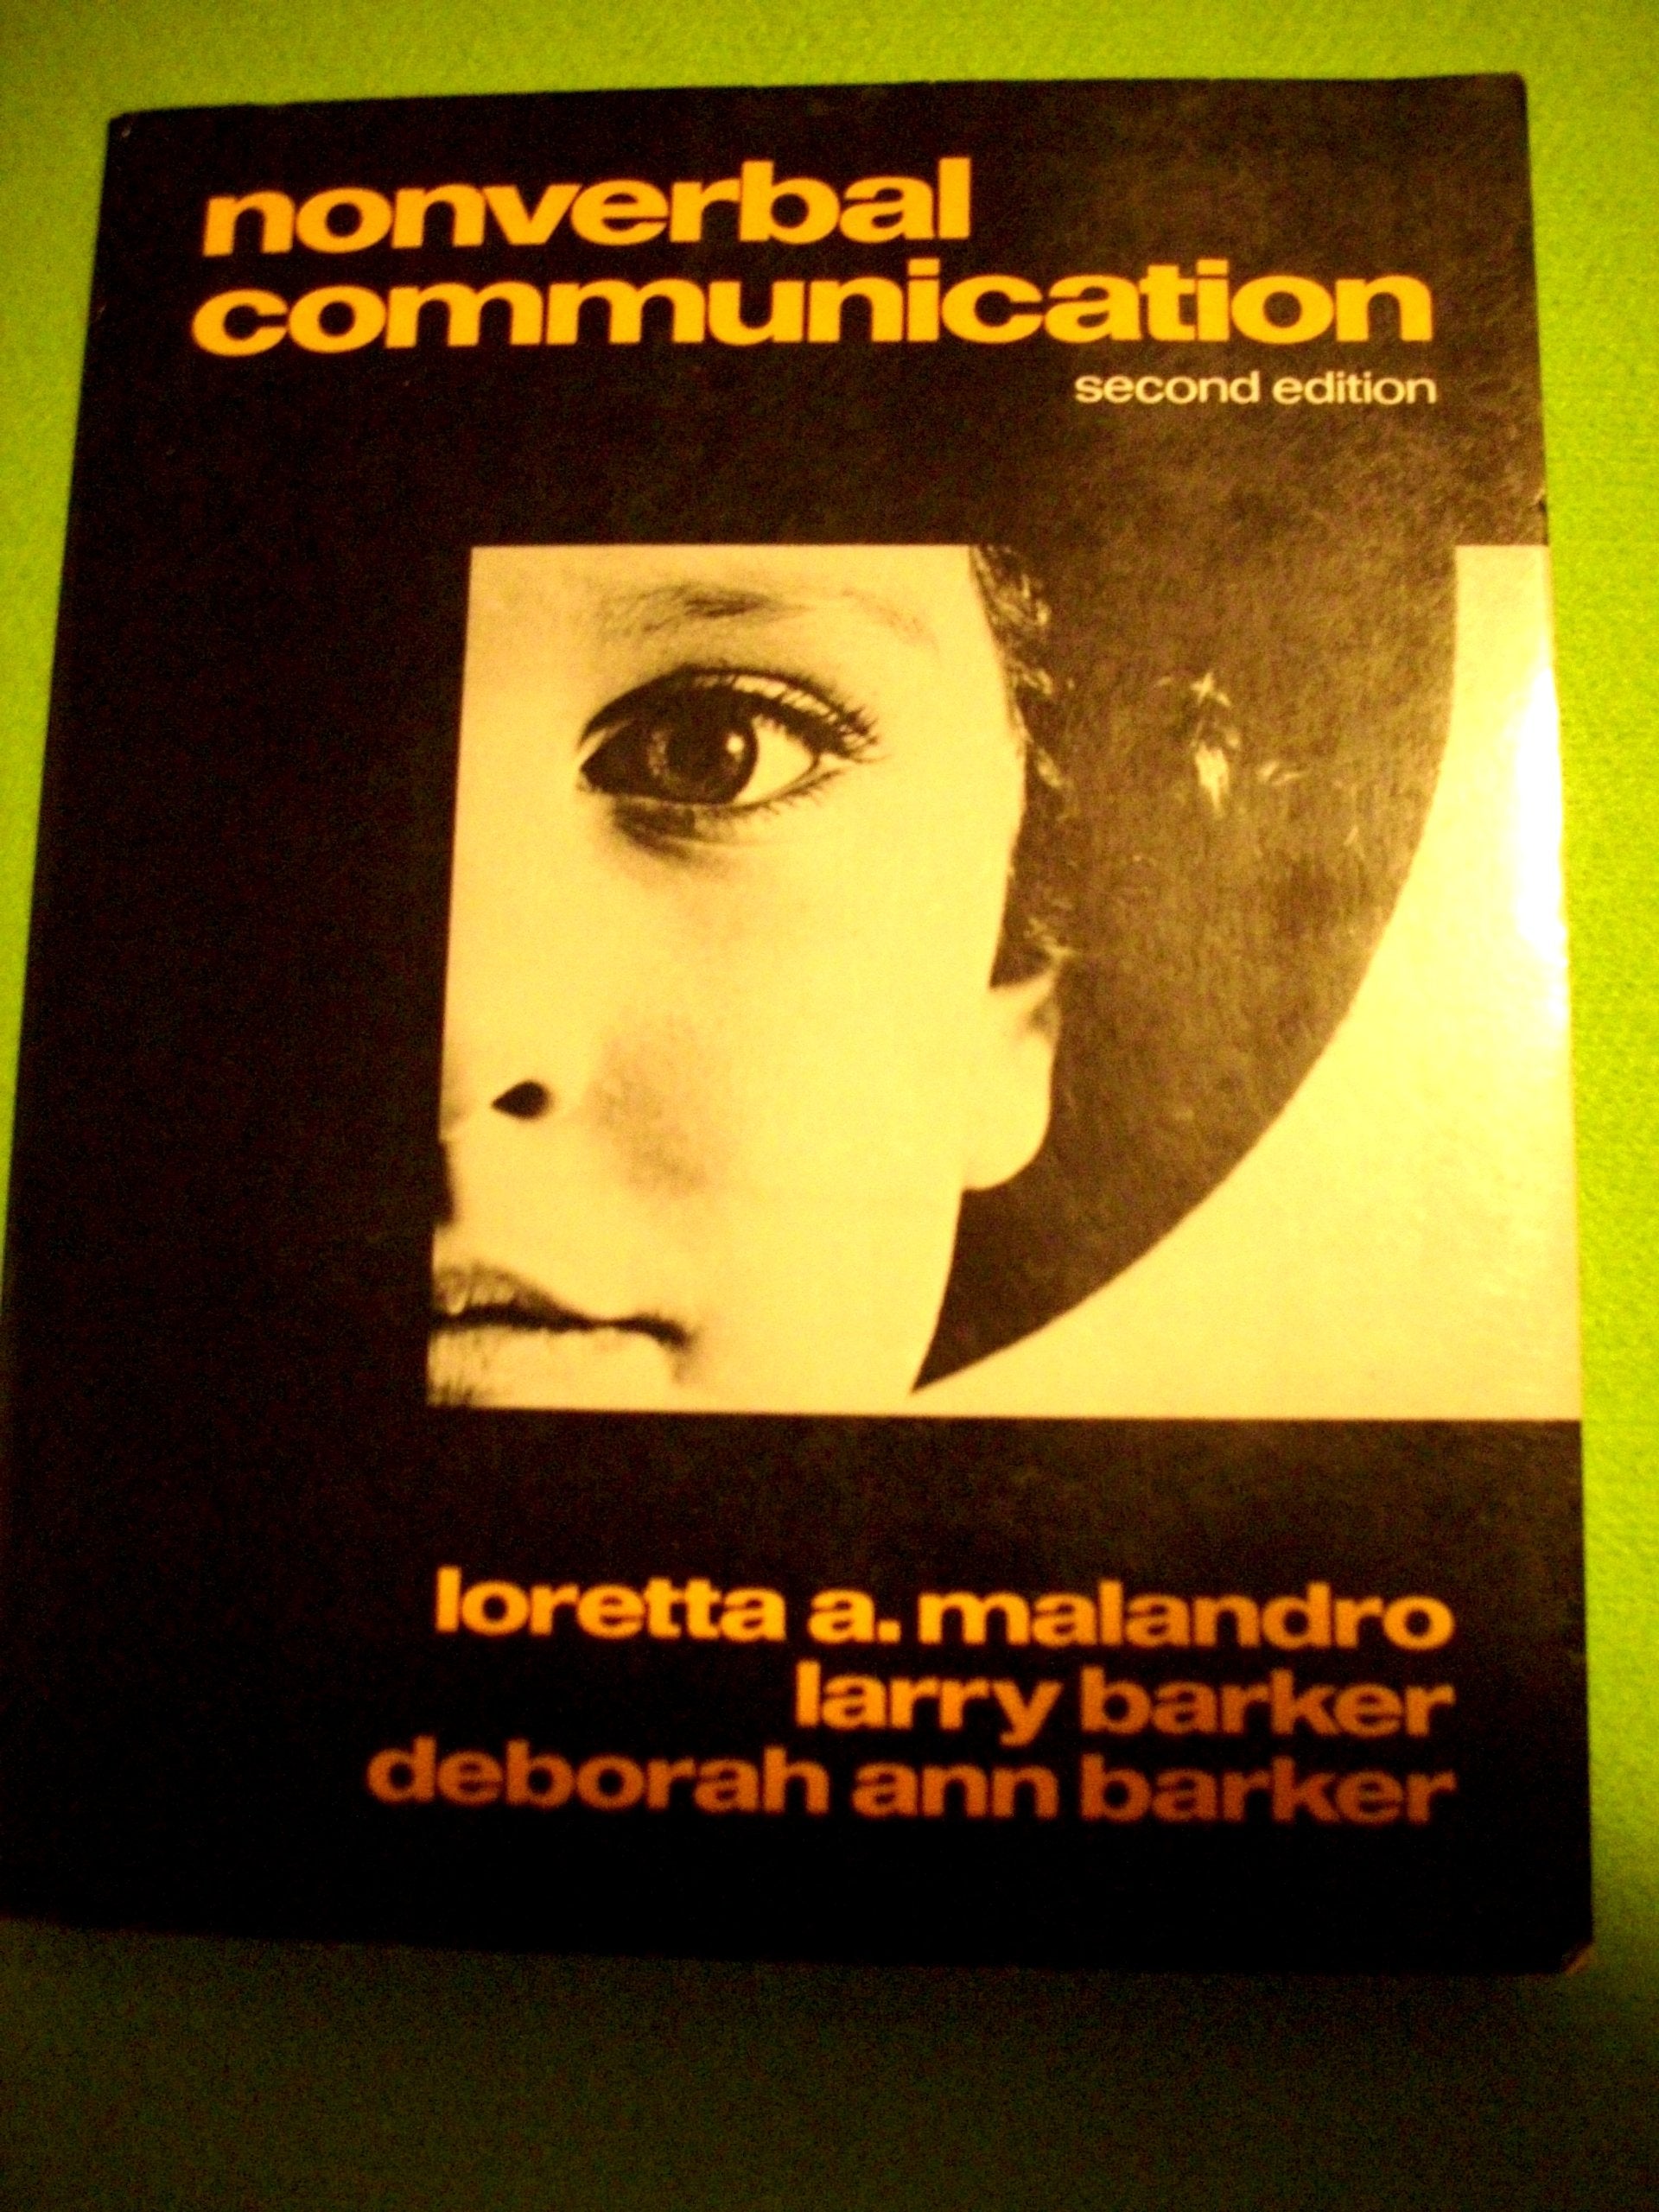 nonverbal
communication
second edition
loretta a. malandro
larry barker
deborah ann barker